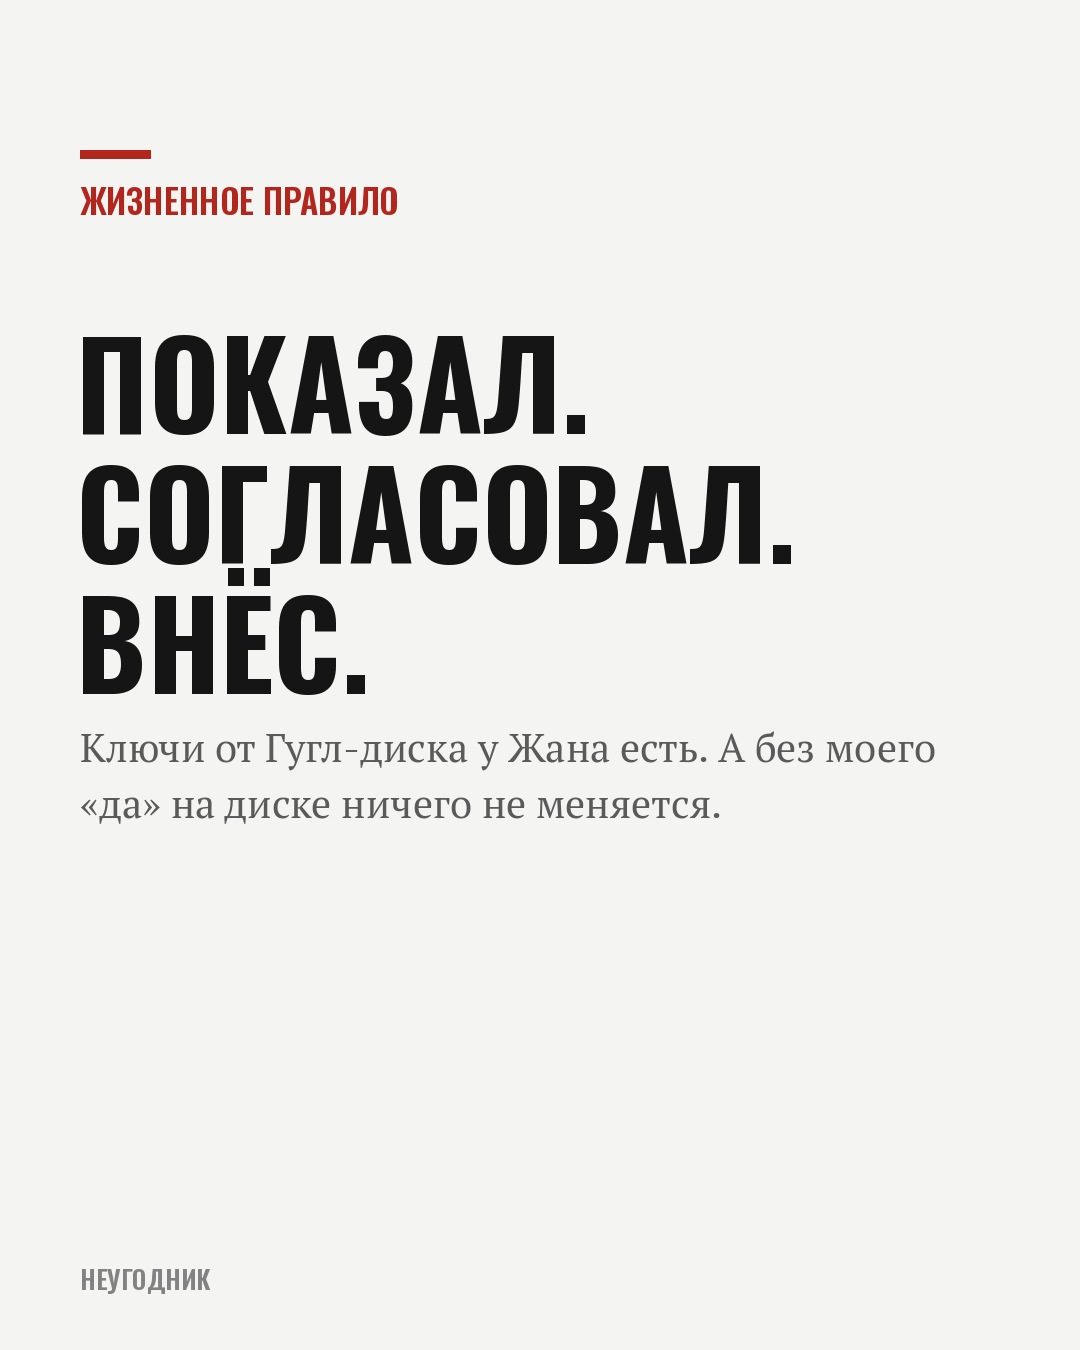 ЖИЗНЕННОЕ ПРАВИЛО
ПОКАЗАЛ.
СОГЛАСОВАЛ.
ВНЁС.
Ключи от Гугл-диска у Жана есть. А без моего
«да» на диске ничего не меняется.
НЕУГОДНИК